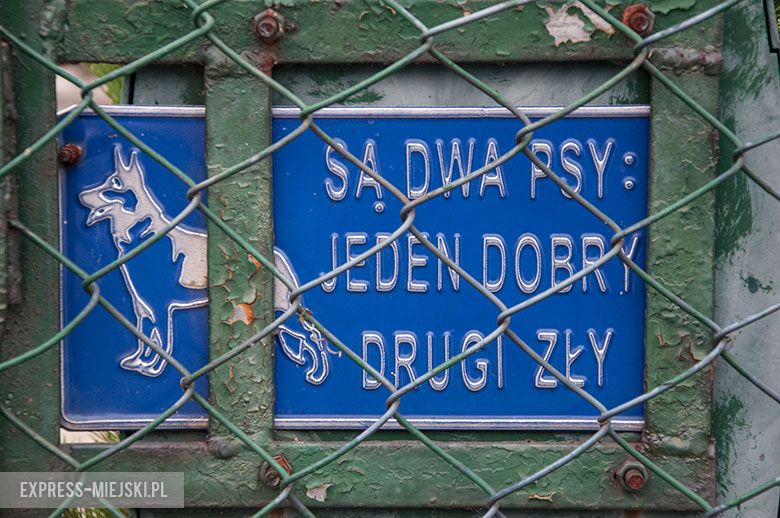 SĄ DWA PSY:
JEDEN DOBRY
DRUGI ZŁY
EXPRESS-MIEJSKI.PL